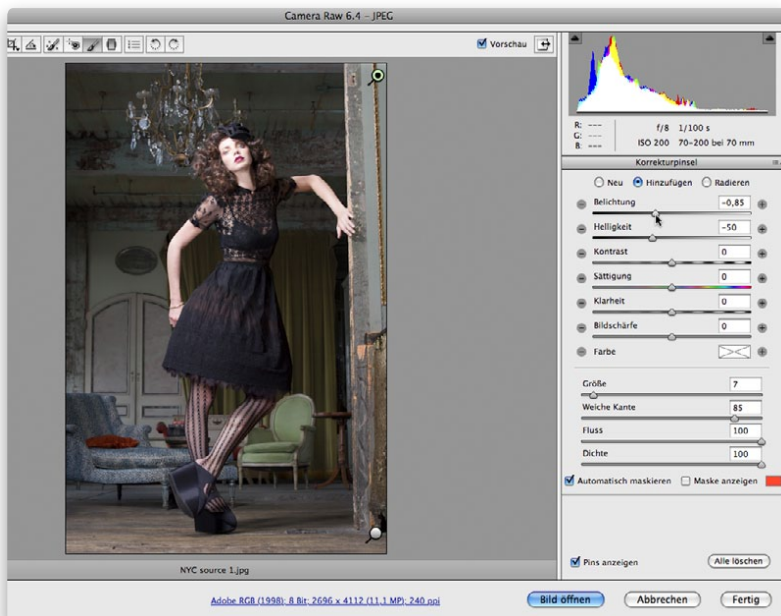 Camera Raw 6.4 – JPEG
Vorschau
R: ---
G: ---
B: ---
f/8 1/100 s
ISO 200 70-200 bei 70 mm
Korrekturpinsel
Neu Hinzufügen Radieren
Belichtung -0,85
Helligkeit -50
Kontrast 0
Sättigung 0
Klarheit 0
Bildschärfe 0
Farbe
Größe 7
Weiche Kante 85
Fluss 100
Dichte 100
Automatisch maskieren Maske anzeigen
Pins anzeigen Alle löschen
NYC source 1.jpg
Adobe RGB (1998); 8 Bit; 2696 x 4112 (11,1 MP); 240 ppi
Bild öffnen Abbrechen Fertig